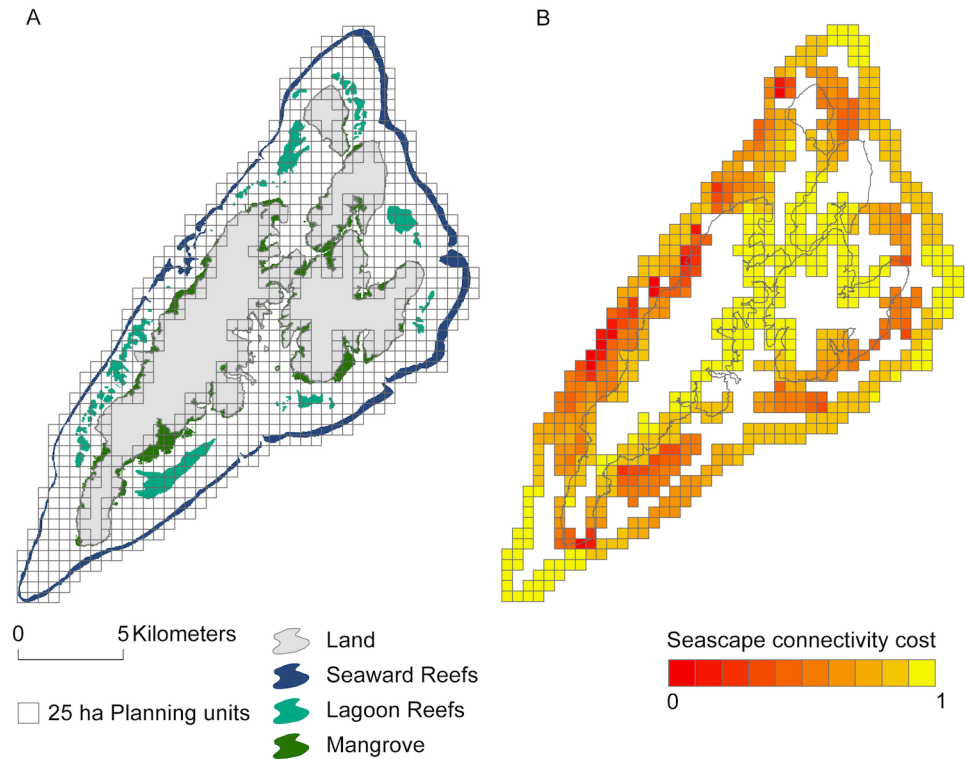 A
B
0 5 Kilometers
25 ha Planning units
Land
Seaward Reefs
Lagoon Reefs
Mangrove
Seascape connectivity cost
0 1